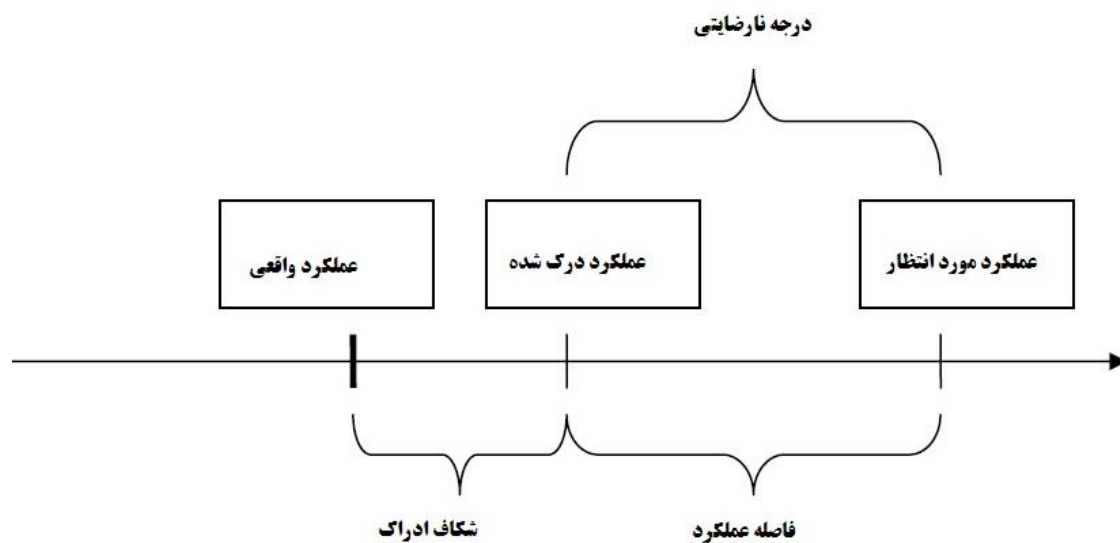 درجه نارضایتی
عملکرد مورد انتظار
عملکرد درک شده
عملکرد واقعی
فاصله عملکرد
شکاف ادراک